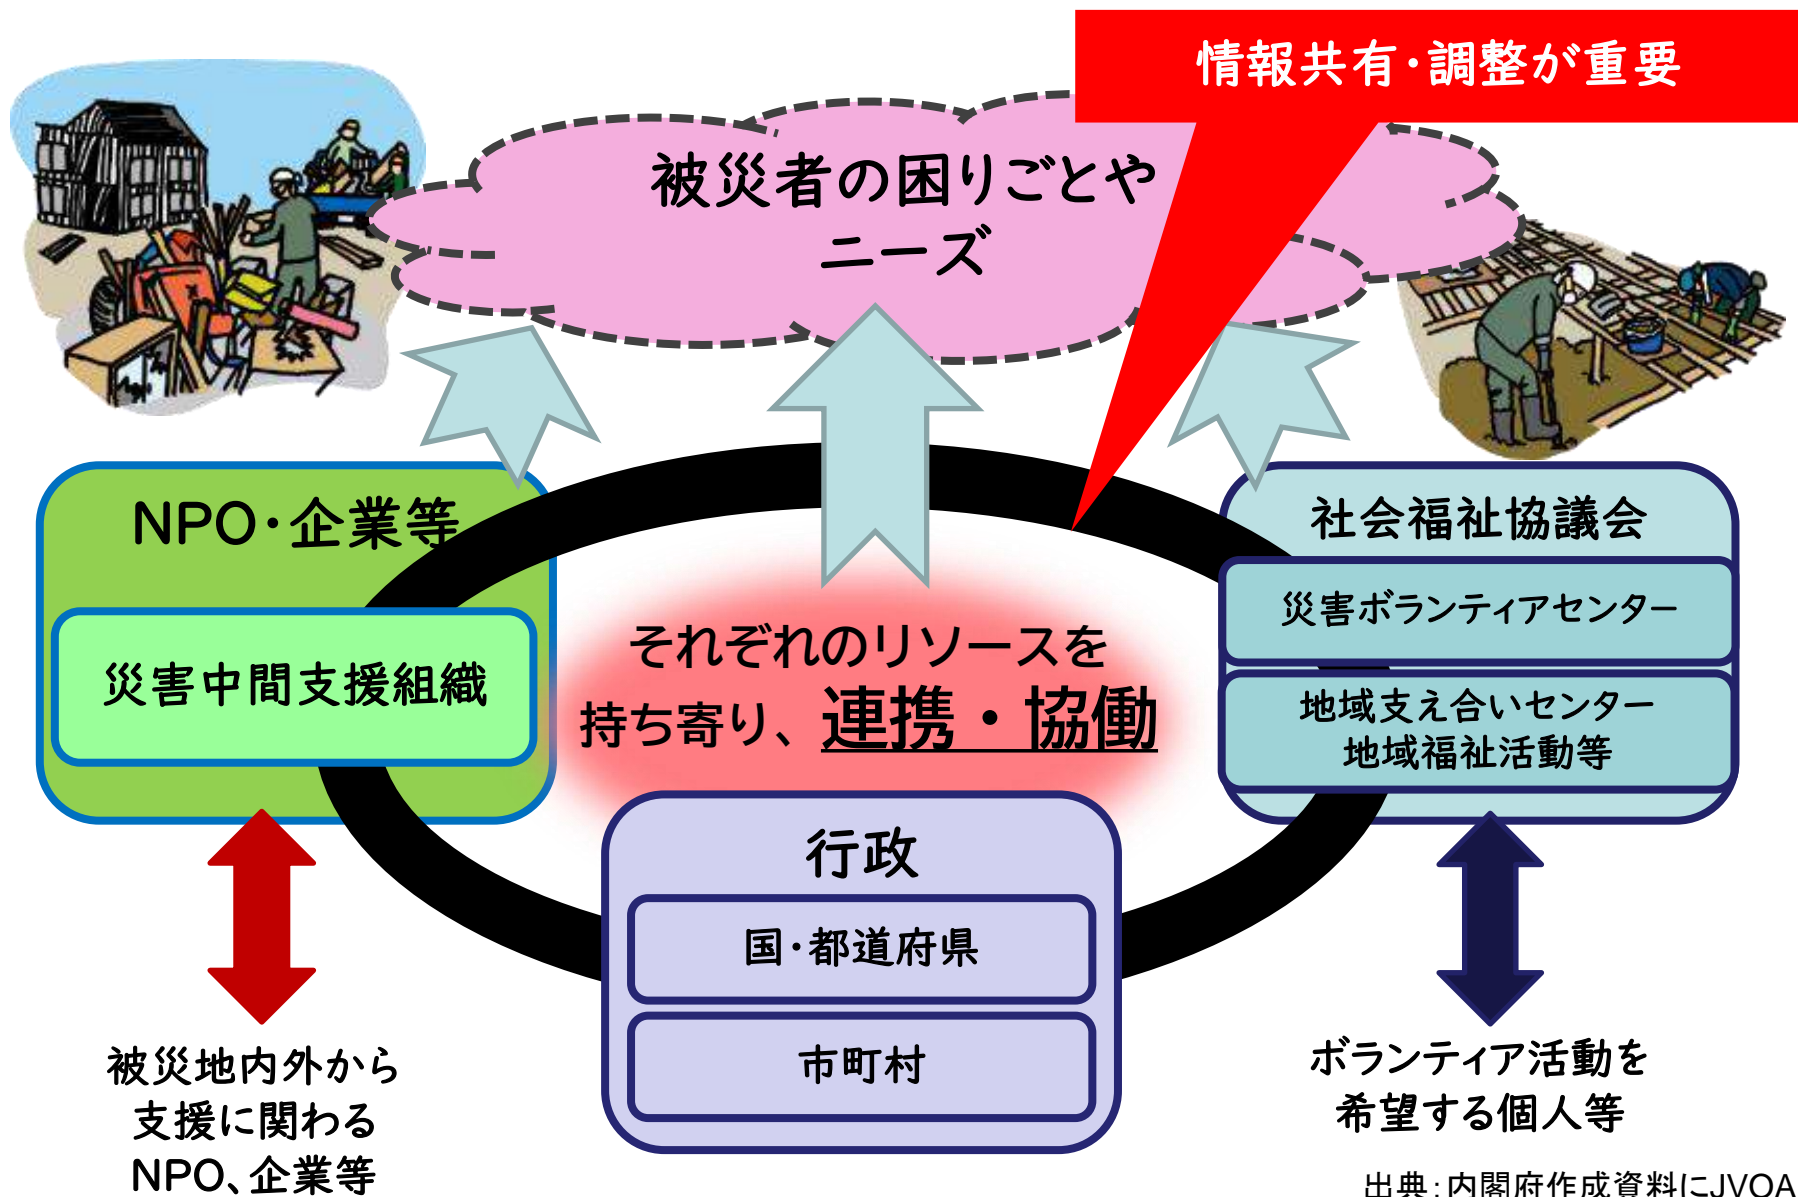 情報共有・調整が重要
被災者の困りごとや
ニーズ
NPO・企業等
災害中間支援組織
社会福祉協議会
災害ボランティアセンター
地域支え合いセンター
地域福祉活動等
それぞれのリソースを
持ち寄り、連携・協働
行政
国・都道府県
市町村
被災地内外から
支援に関わる
NPO、企業等
ボランティア活動を
希望する個人等
出典：内閣府作成資料にJVOA